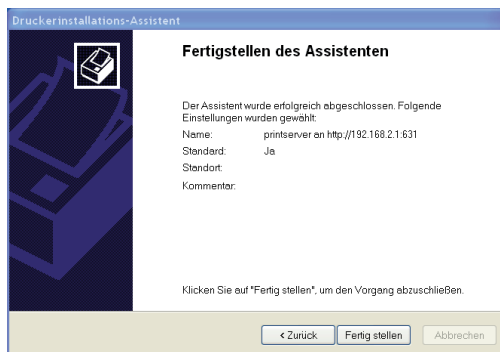 Druckerinstallations-Assistent
Fertigstellen des Assistenten
Der Assistent wurde erfolgreich abgeschlossen. Folgende
Einstellungen wurden gewählt:
Name: printserver an http://192.168.2.1:631
Standard: Ja
Standort:
Kommentar:
Klicken Sie auf "Fertig stellen", um den Vorgang abzuschließen.
< Zurück Fertig stellen Abbrechen